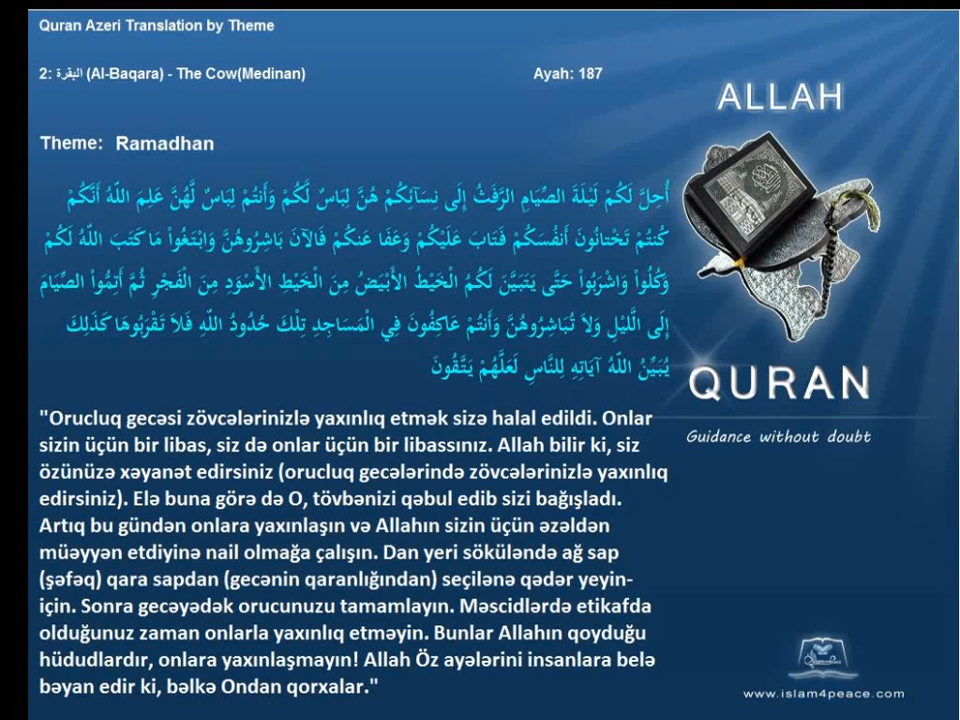 Quran Azeri Translation by Theme
2: البقرة (Al-Baqara) - The Cow(Medinan)
Ayah: 187
ALLAH
Theme: Ramadhan
أُحِلَّ لَكُمْ لَيْلَةَ الصِّيَامِ الرَّفَثُ إِلَى نِسَآئِكُمْ هُنَّ لِبَاسٌ لَّكُمْ وَأَنتُمْ لِبَاسٌ لَّهُنَّ عَلِمَ اللّهُ أَنَّكُمْ
كُنتُمْ تَخْتانُونَ أَنفُسَكُمْ فَتَابَ عَلَيْكُمْ وَعَفَا عَنكُمْ فَالآنَ بَاشِرُوهُنَّ وَابْتَغُواْ مَا كَتَبَ اللّهُ لَكُمْ
وَكُلُواْ وَاشْرَبُواْ حَتَّى يَتَبَيَّنَ لَكُمُ الْخَيْطُ الأَبْيَضُ مِنَ الْخَيْطِ الأَسْوَدِ مِنَ الْفَجْرِ ثُمَّ أَتِمُّواْ الصِّيَامَ
إِلَى الَّليْلِ وَلاَ تُبَاشِرُوهُنَّ وَأَنتُمْ عَاكِفُونَ فِي الْمَسَاجِدِ تِلْكَ حُدُودُ اللّهِ فَلاَ تَقْرَبُوهَا كَذَلِكَ
يُبَيِّنُ اللّهُ آيَاتِهِ لِلنَّاسِ لَعَلَّهُمْ يَتَّقُونَ
QURAN
Guidance without doubt
"Orucluq gecəsi zövcələrinizlə yaxınlıq etmək sizə halal edildi. Onlar
sizin üçün bir libas, siz də onlar üçün bir libassınız. Allah bilir ki, siz
özünüzə xəyanət edirsiniz (orucluq gecələrində zövcələrinizlə yaxınlıq
edirsiniz). Elə buna görə də O, tövbənizi qəbul edib sizi bağışladı.
Artıq bu gündən onlara yaxınlaşın və Allahın sizin üçün əzəldən
müəyyən etdiyinə nail olmağa çalışın. Dan yeri söküləndə ağ sap
(şəfəq) qara sapdan (gecənin qaranlığından) seçilənə qədər yeyin-
için. Sonra gecəyədək orucunuzu tamamlayın. Məscidlərdə etikafda
olduğunuz zaman onlarla yaxınlıq etməyin. Bunlar Allahın qoyduğu
hüdudlardır, onlara yaxınlaşmayın! Allah Öz ayələrini insanlara belə
bəyan edir ki, bəlkə Ondan qorxalar."
www.islam4peace.com